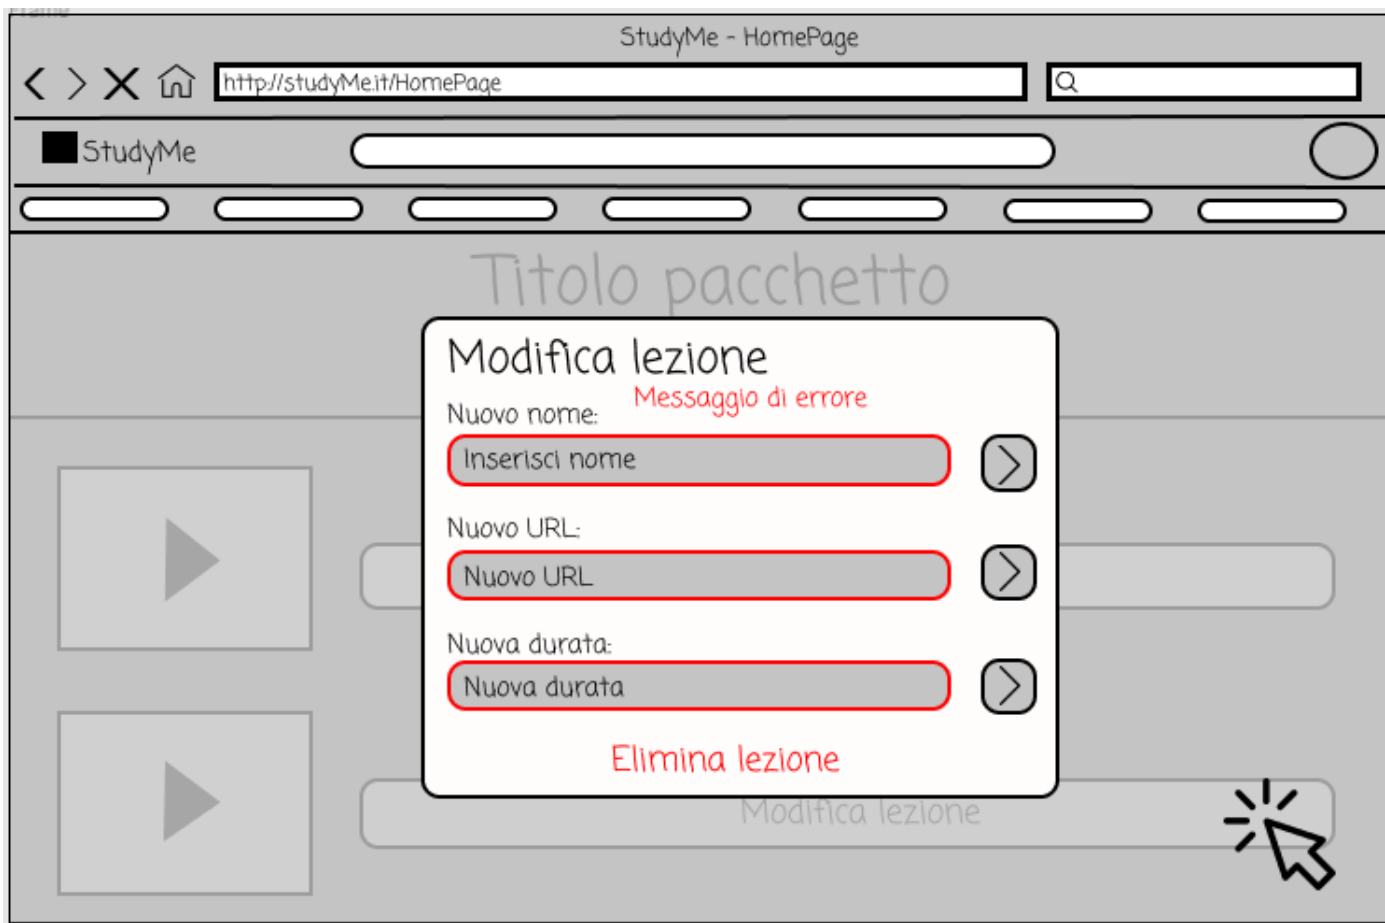 Frame
StudyMe - HomePage
http://studyMe.it/HomePage
StudyMe
Titolo pacchetto
Modifica lezione
Messaggio di errore
Nuovo nome:
Inserisci nome
Nuovo URL:
Nuovo URL
Nuova durata:
Nuova durata
Elimina lezione
Modifica lezione